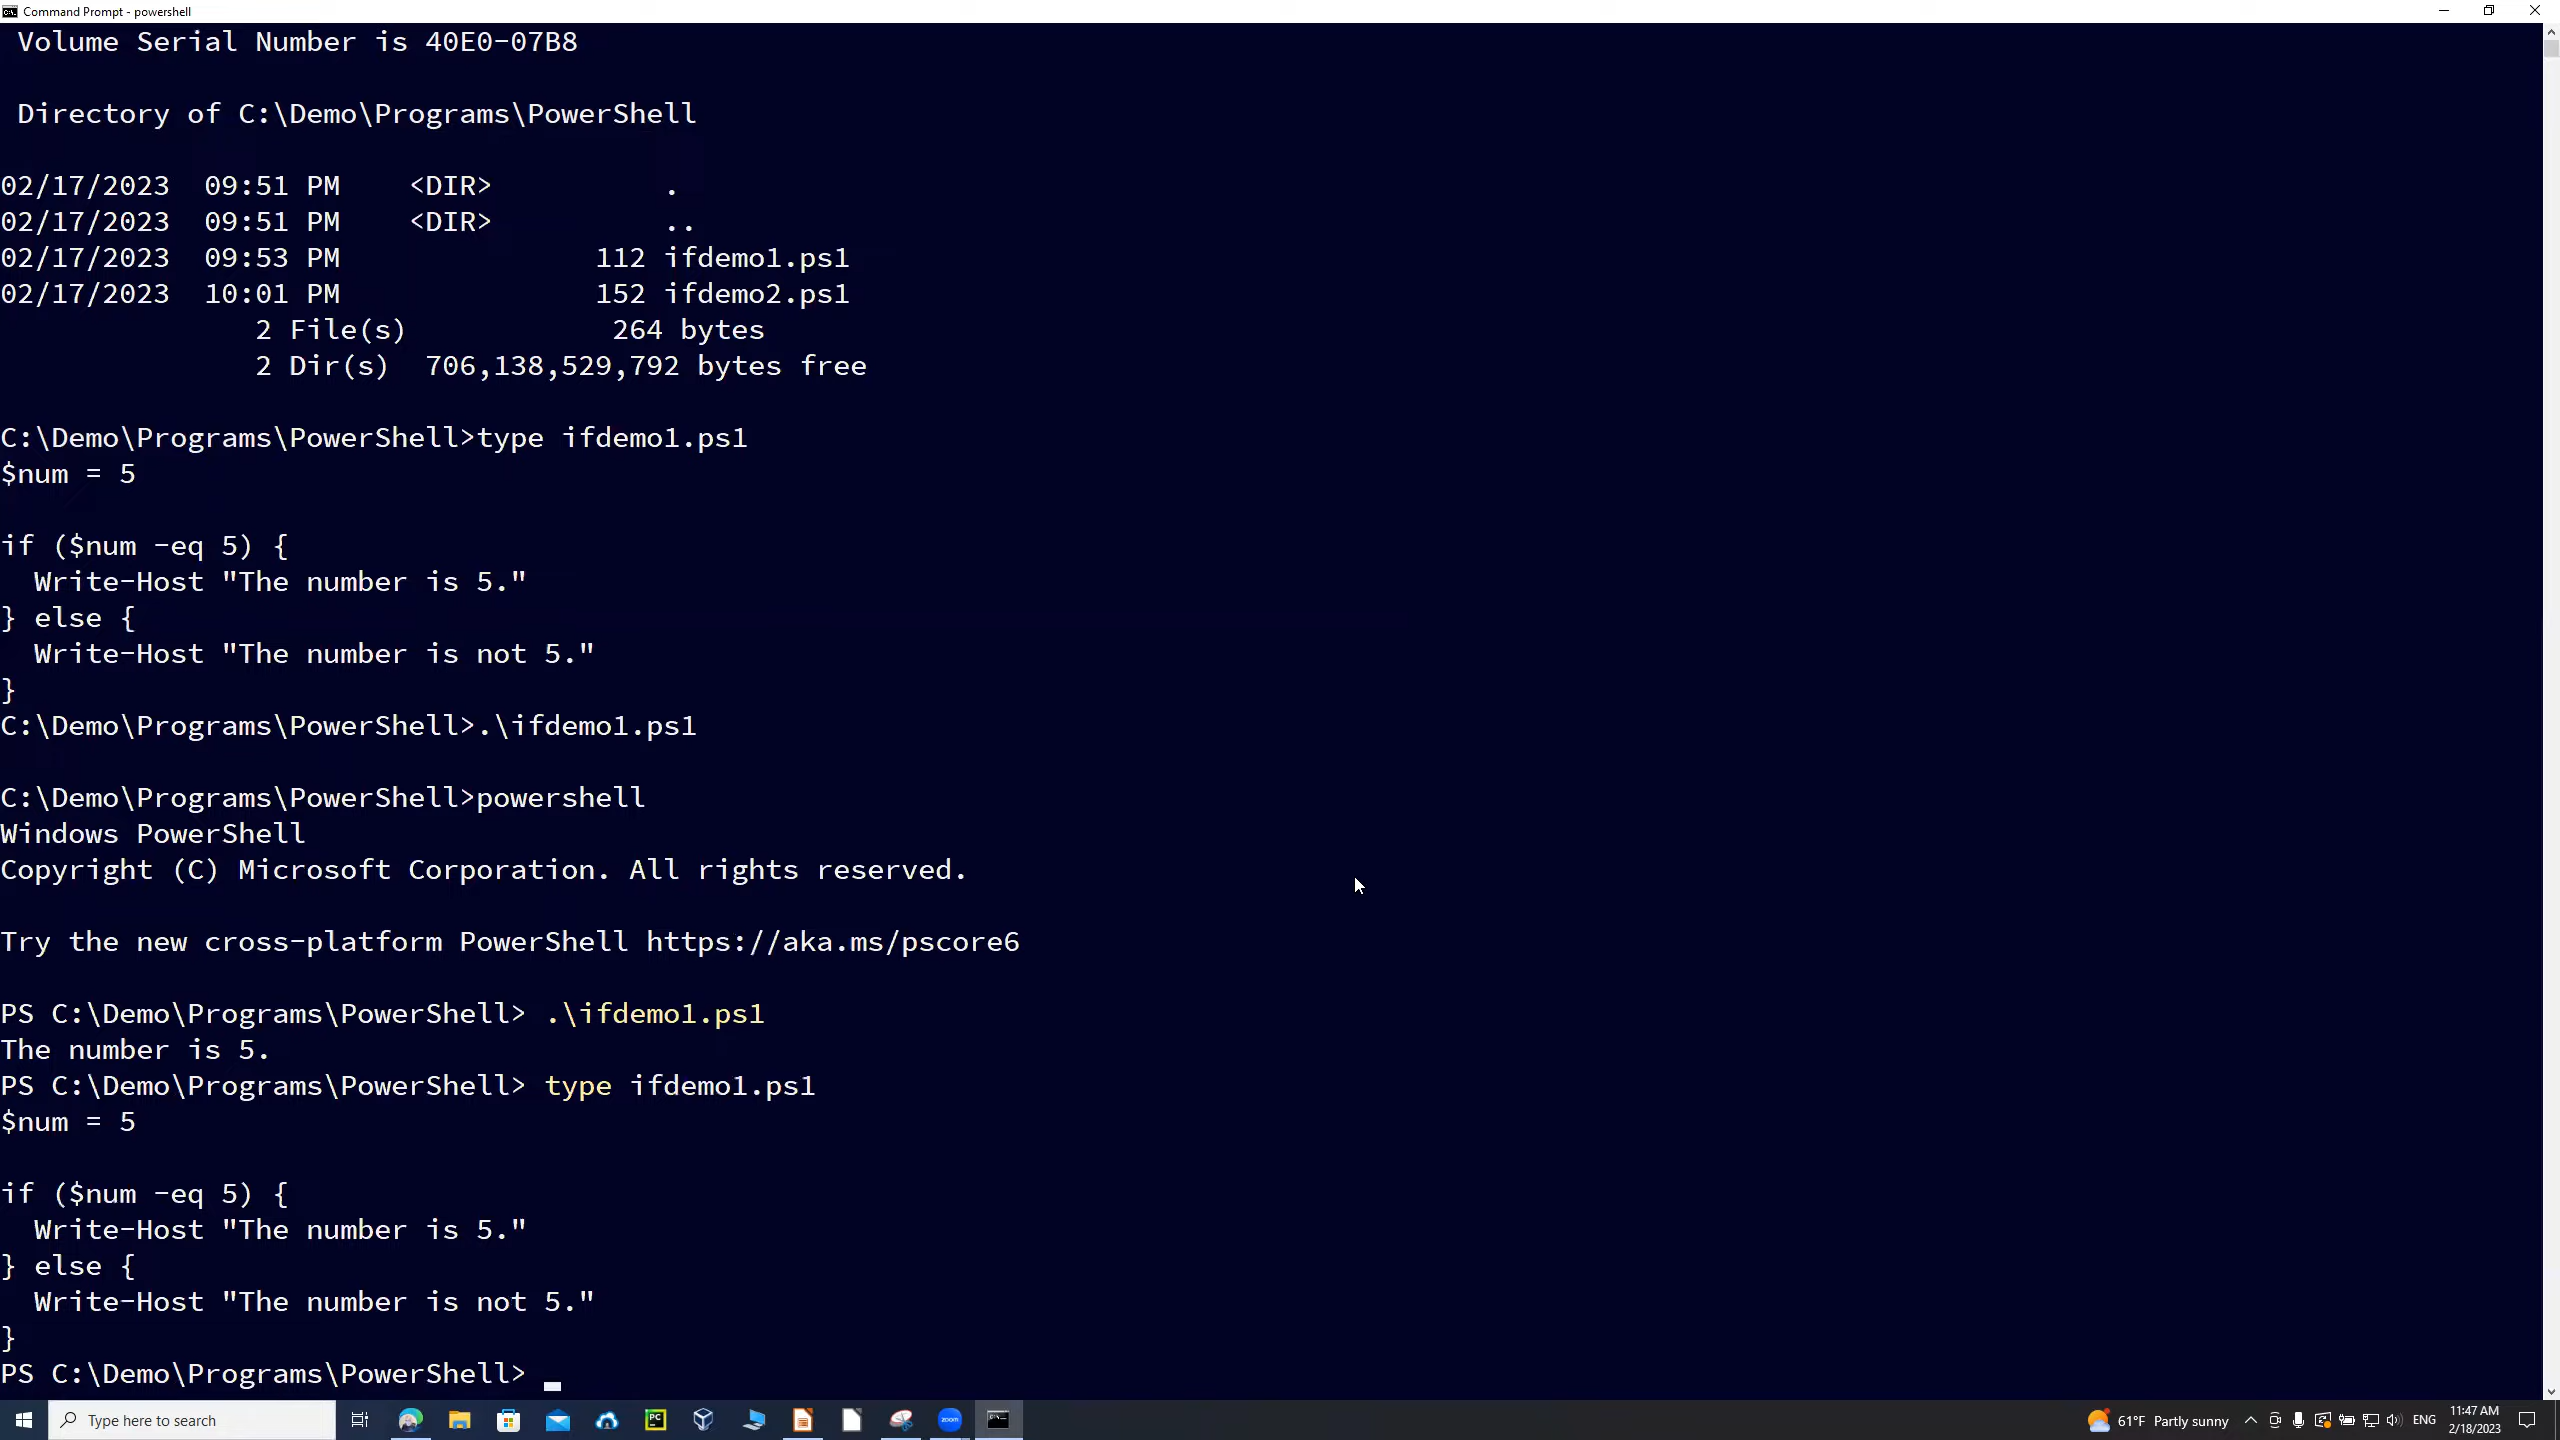 Command Prompt - powershell
Volume Serial Number is 40E0-07B8
Directory of C:\Demo\Programs\PowerShell
02/17/2023  09:51 PM    <DIR>          .
02/17/2023  09:51 PM    <DIR>          ..
02/17/2023  09:53 PM               112 ifdemo1.ps1
02/17/2023  10:01 PM               152 ifdemo2.ps1
2 File(s)            264 bytes
2 Dir(s)  706,138,529,792 bytes free
C:\Demo\Programs\PowerShell>type ifdemo1.ps1
$num = 5
if ($num -eq 5) {
  Write-Host "The number is 5."
} else {
  Write-Host "The number is not 5."
}
C:\Demo\Programs\PowerShell>.\ifdemo1.ps1
C:\Demo\Programs\PowerShell>powershell
Windows PowerShell
Copyright (C) Microsoft Corporation. All rights reserved.
Try the new cross-platform PowerShell https://aka.ms/pscore6
PS C:\Demo\Programs\PowerShell> .\ifdemo1.ps1
The number is 5.
PS C:\Demo\Programs\PowerShell> type ifdemo1.ps1
$num = 5
if ($num -eq 5) {
  Write-Host "The number is 5."
} else {
  Write-Host "The number is not 5."
}
PS C:\Demo\Programs\PowerShell>
Type here to search
PC
zoom
61°F Partly sunny
ENG
11:47 AM
2/18/2023